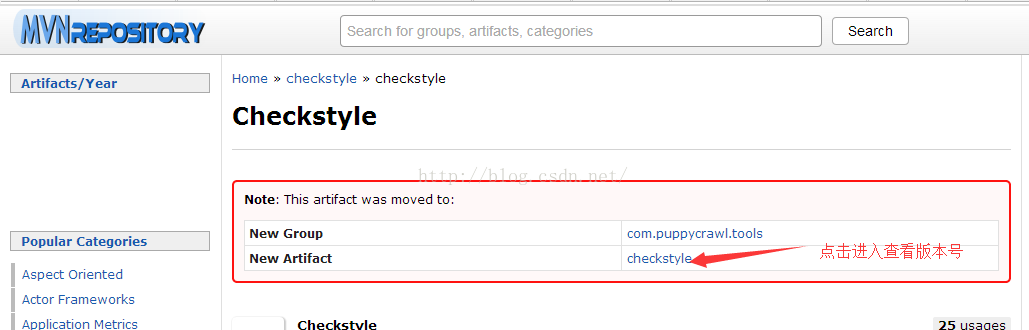 MVNREPOSITORY
Search for groups, artifacts, categories
Search
Artifacts/Year
Popular Categories
Aspect Oriented
Actor Frameworks
Application Metrics
Home » checkstyle » checkstyle
Checkstyle
http://blog.csdn.net/
Note: This artifact was moved to:
New Group com.puppycrawl.tools
New Artifact checkstyle
点击进入查看版本号
Checkstyle
25 usages